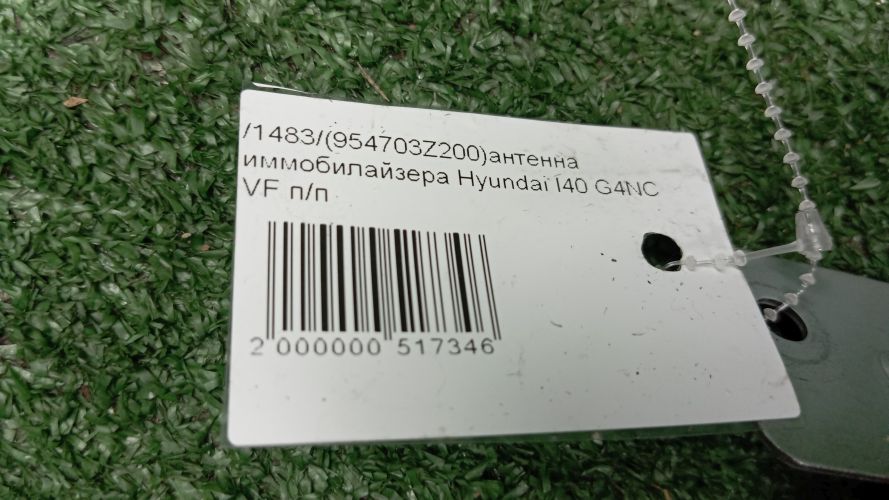 /1483/(954703Z200)антенна
иммобилайзера Hyundai I40 G4NC
VF п/п
2 000000 517346